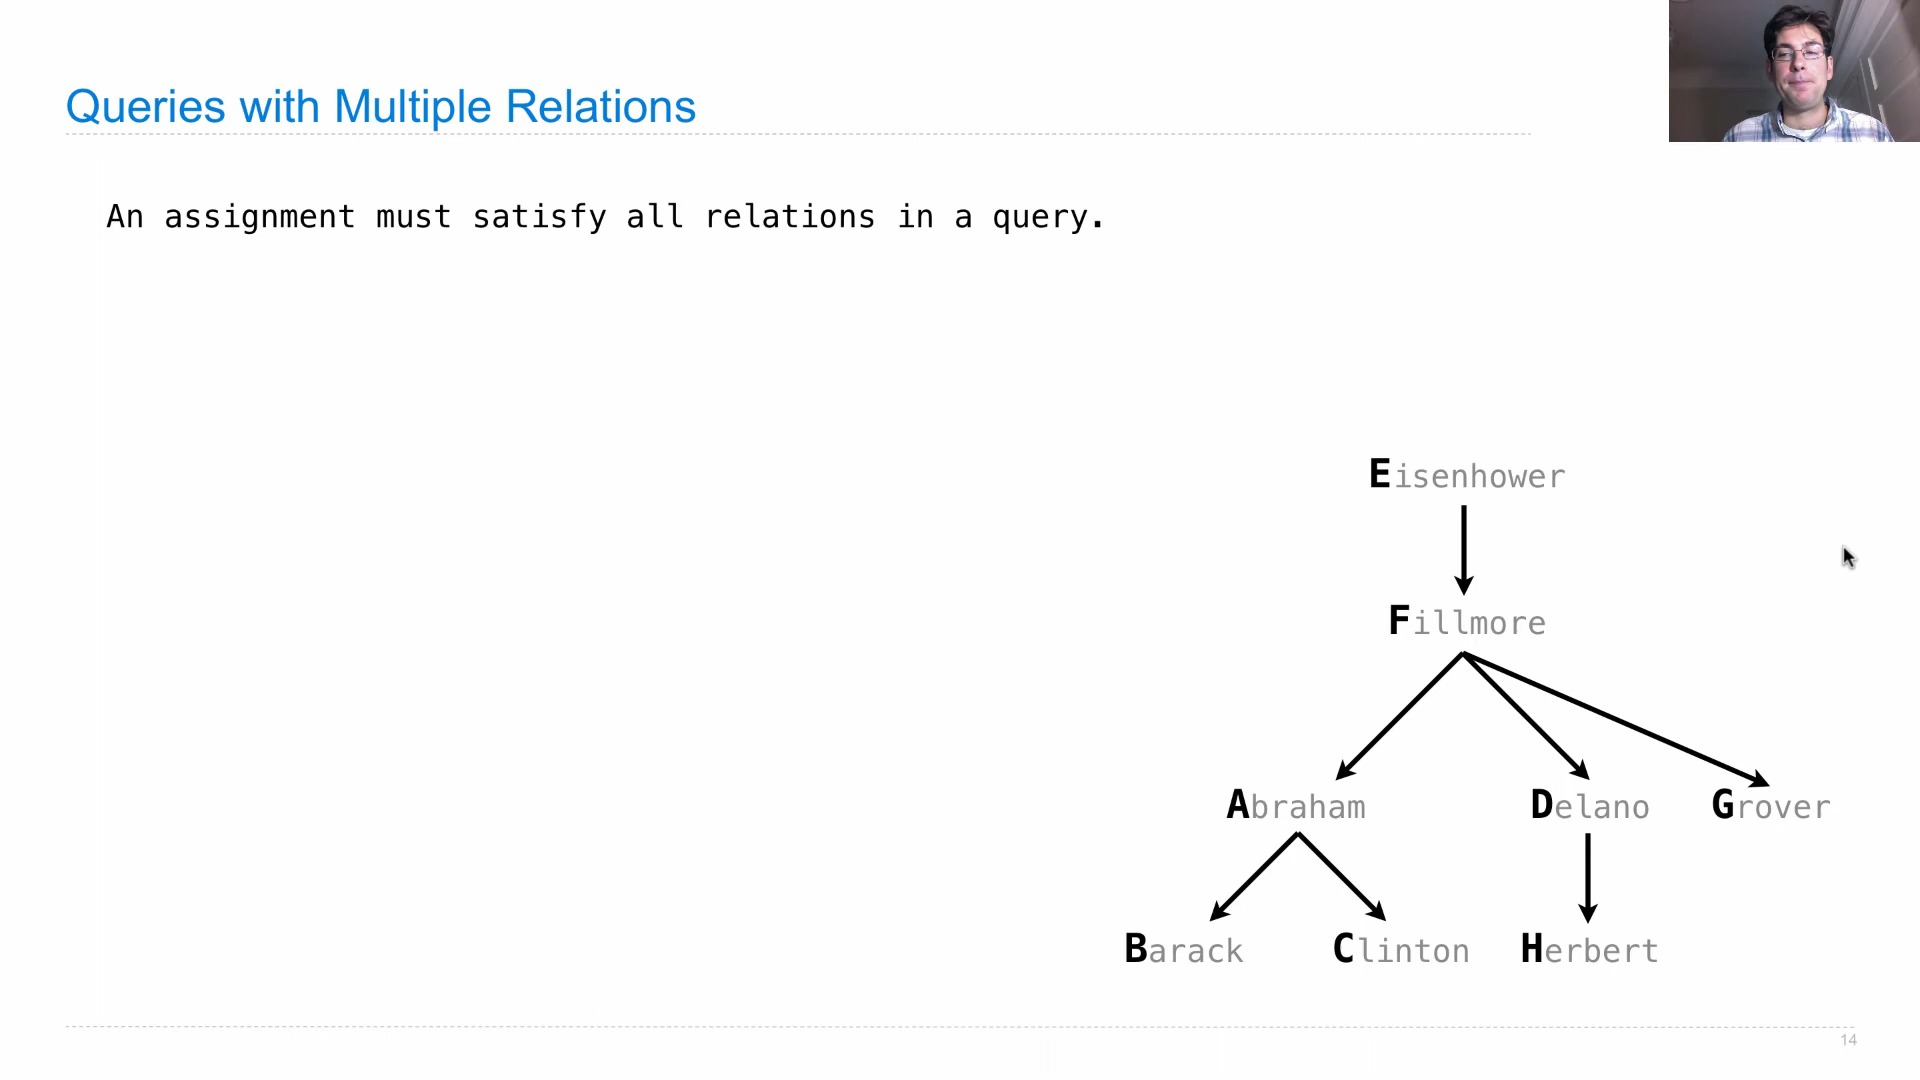 Queries with Multiple Relations
An assignment must satisfy all relations in a query.
Eisenhower
Fillmore
Abraham
Delano
Grover
Barack
Clinton
Herbert
14